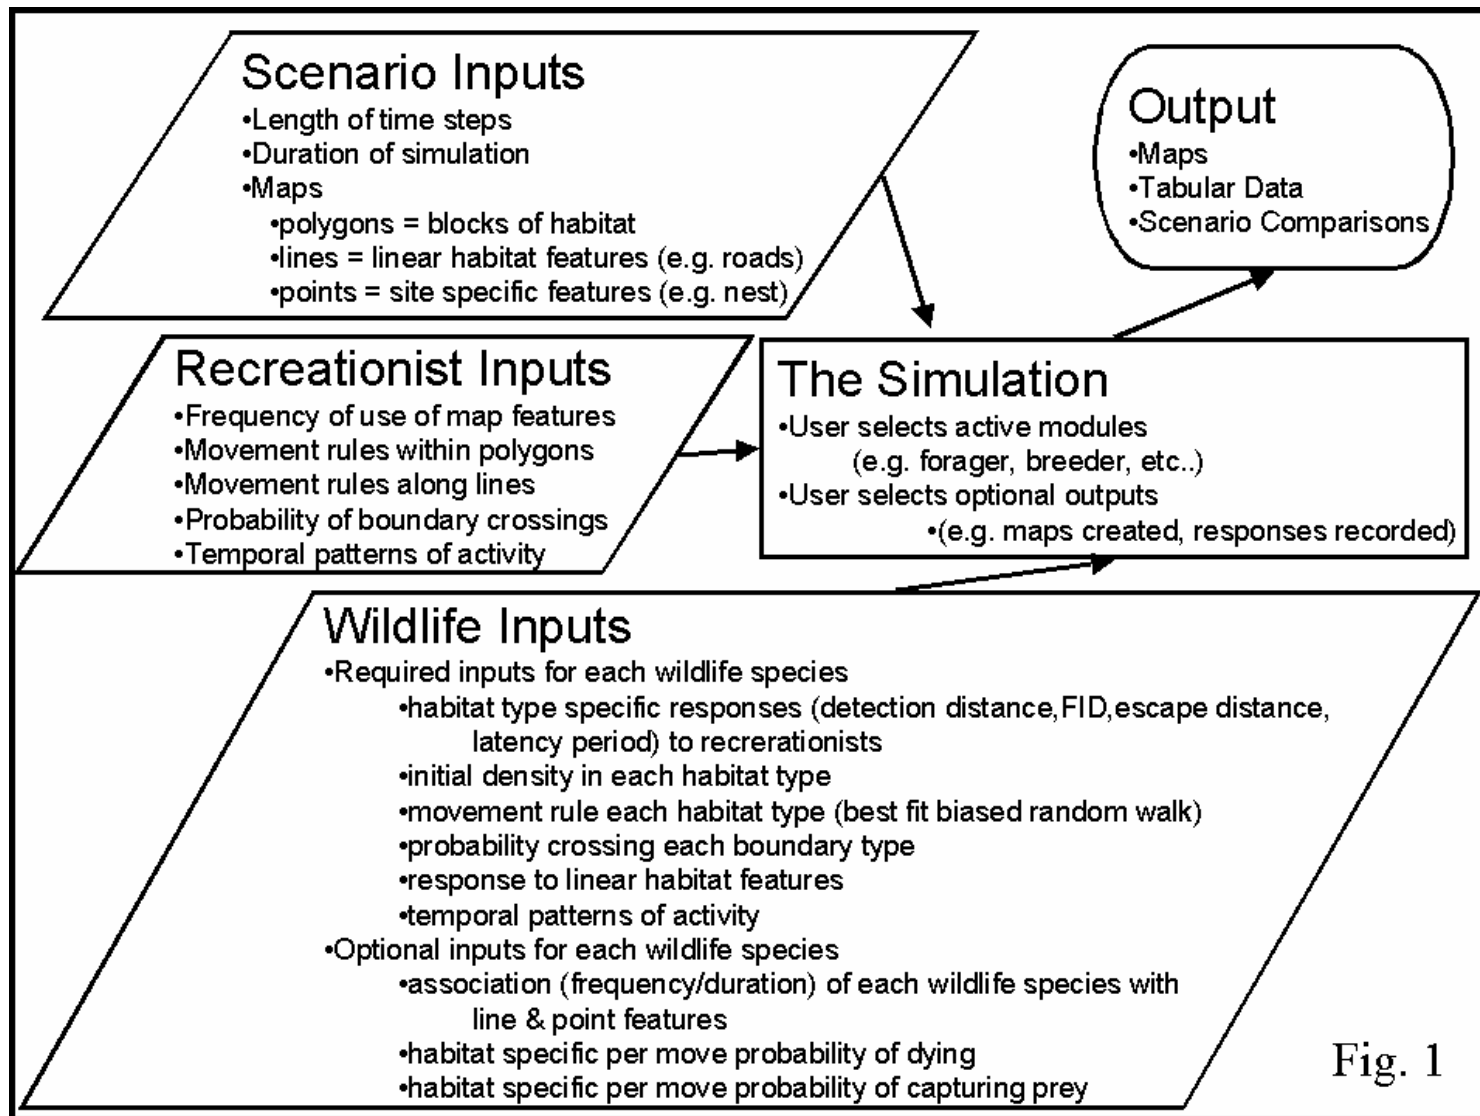 Scenario Inputs
•Length of time steps
•Duration of simulation
•Maps
•polygons = blocks of habitat
•lines = linear habitat features (e.g. roads)
•points = site specific features (e.g. nest)
Output
•Maps
•Tabular Data
•Scenario Comparisons
Recreationist Inputs
•Frequency of use of map features
•Movement rules within polygons
•Movement rules along lines
•Probability of boundary crossings
•Temporal patterns of activity
The Simulation
•User selects active modules
(e.g. forager, breeder, etc..)
•User selects optional outputs
•(e.g. maps created, responses recorded)
Wildlife Inputs
•Required inputs for each wildlife species
•habitat type specific responses (detection distance,FID,escape distance,
latency period) to recrerationists
•initial density in each habitat type
•movement rule each habitat type (best fit biased random walk)
•probability crossing each boundary type
•response to linear habitat features
•temporal patterns of activity
•Optional inputs for each wildlife species
•association (frequency/duration) of each wildlife species with
line & point features
•habitat specific per move probability of dying
•habitat specific per move probability of capturing prey
Fig. 1